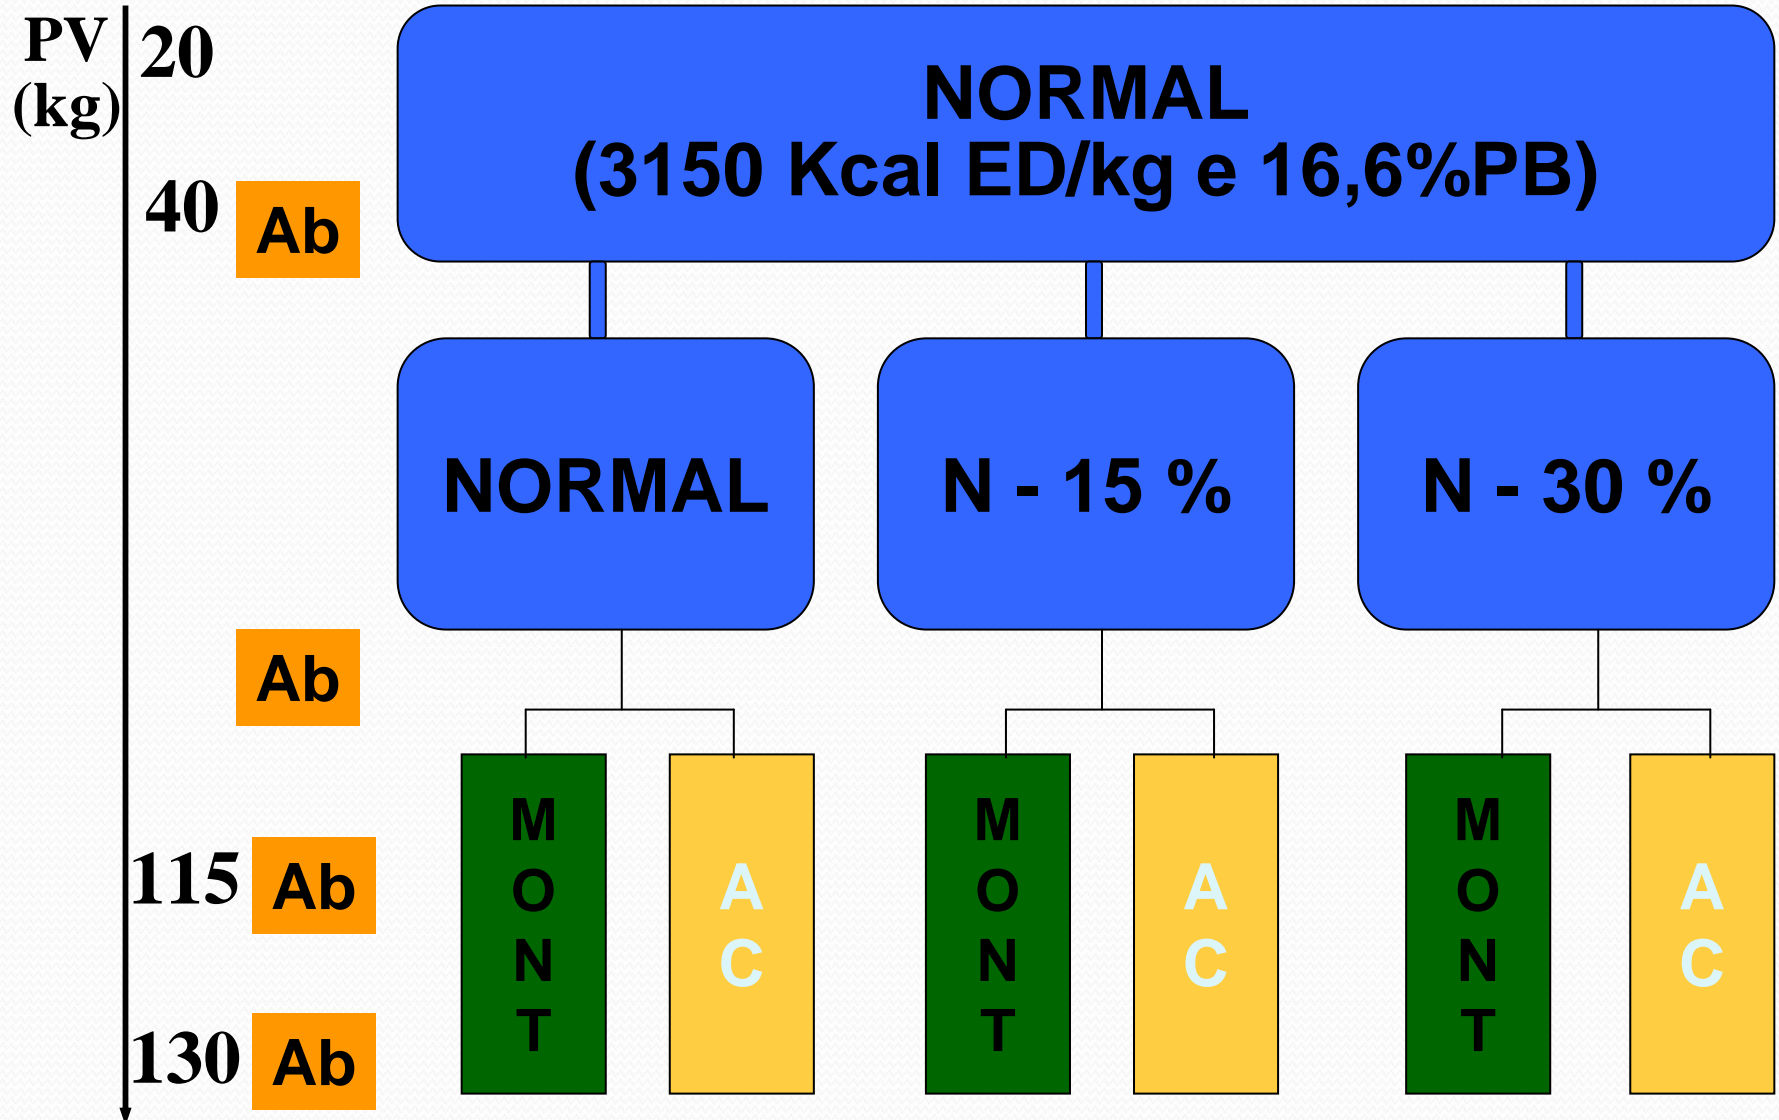 PV
(kg)
20
NORMAL
(3150 Kcal ED/kg e 16,6%PB)
40
Ab
NORMAL
N - 15 %
N - 30 %
Ab
M
O
N
T
A
C
M
O
N
T
A
C
M
O
N
T
A
C
115
Ab
130
Ab